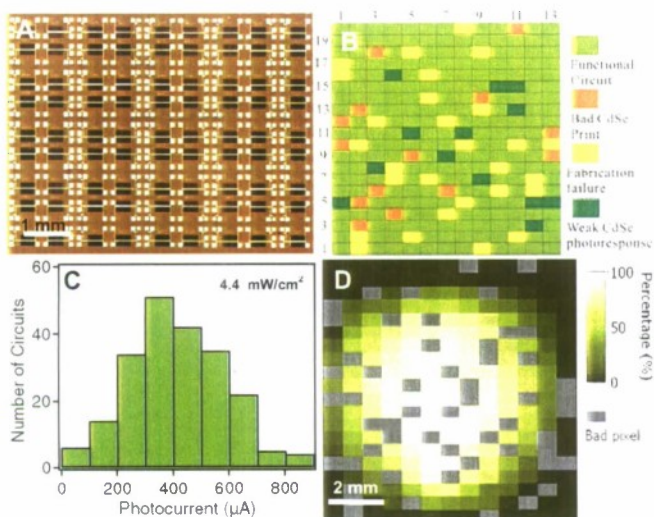 A
1 mm
B
1 3 5 7 9 11 13
19
17
15
13
11
9
7
5
3
1
Functional
Circuit
Bad CdSe
Print
Fabrication
failure
Weak CdSe
photoresponse
C
4.4 mW/cm²
60
40
20
0
Number of Circuits
0 200 400 600 800
Photocurrent (µA)
D
2 mm
100
50
0
Percentage (%)
Bad pixel